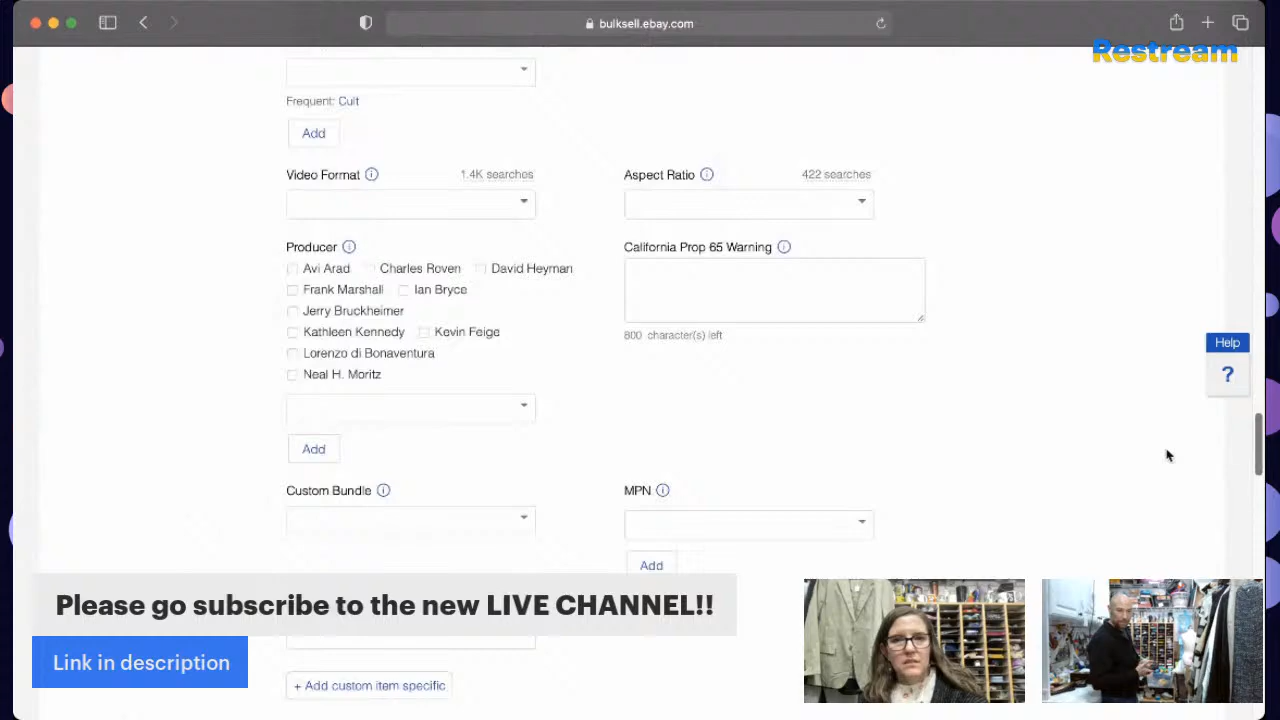 bulksell.ebay.com
Restream
Frequent: Cult
Add
Video Format 1.4K searches
Aspect Ratio 422 searches
Producer
Avi Arad Charles Roven David Heyman
Frank Marshall Ian Bryce
Jerry Bruckheimer
Kathleen Kennedy Kevin Feige
Lorenzo di Bonaventura
Neal H. Moritz
Add
California Prop 65 Warning
800 character(s) left
Help
?
Custom Bundle
MPN
Add
Please go subscribe to the new LIVE CHANNEL!!
Link in description
+ Add custom item specific